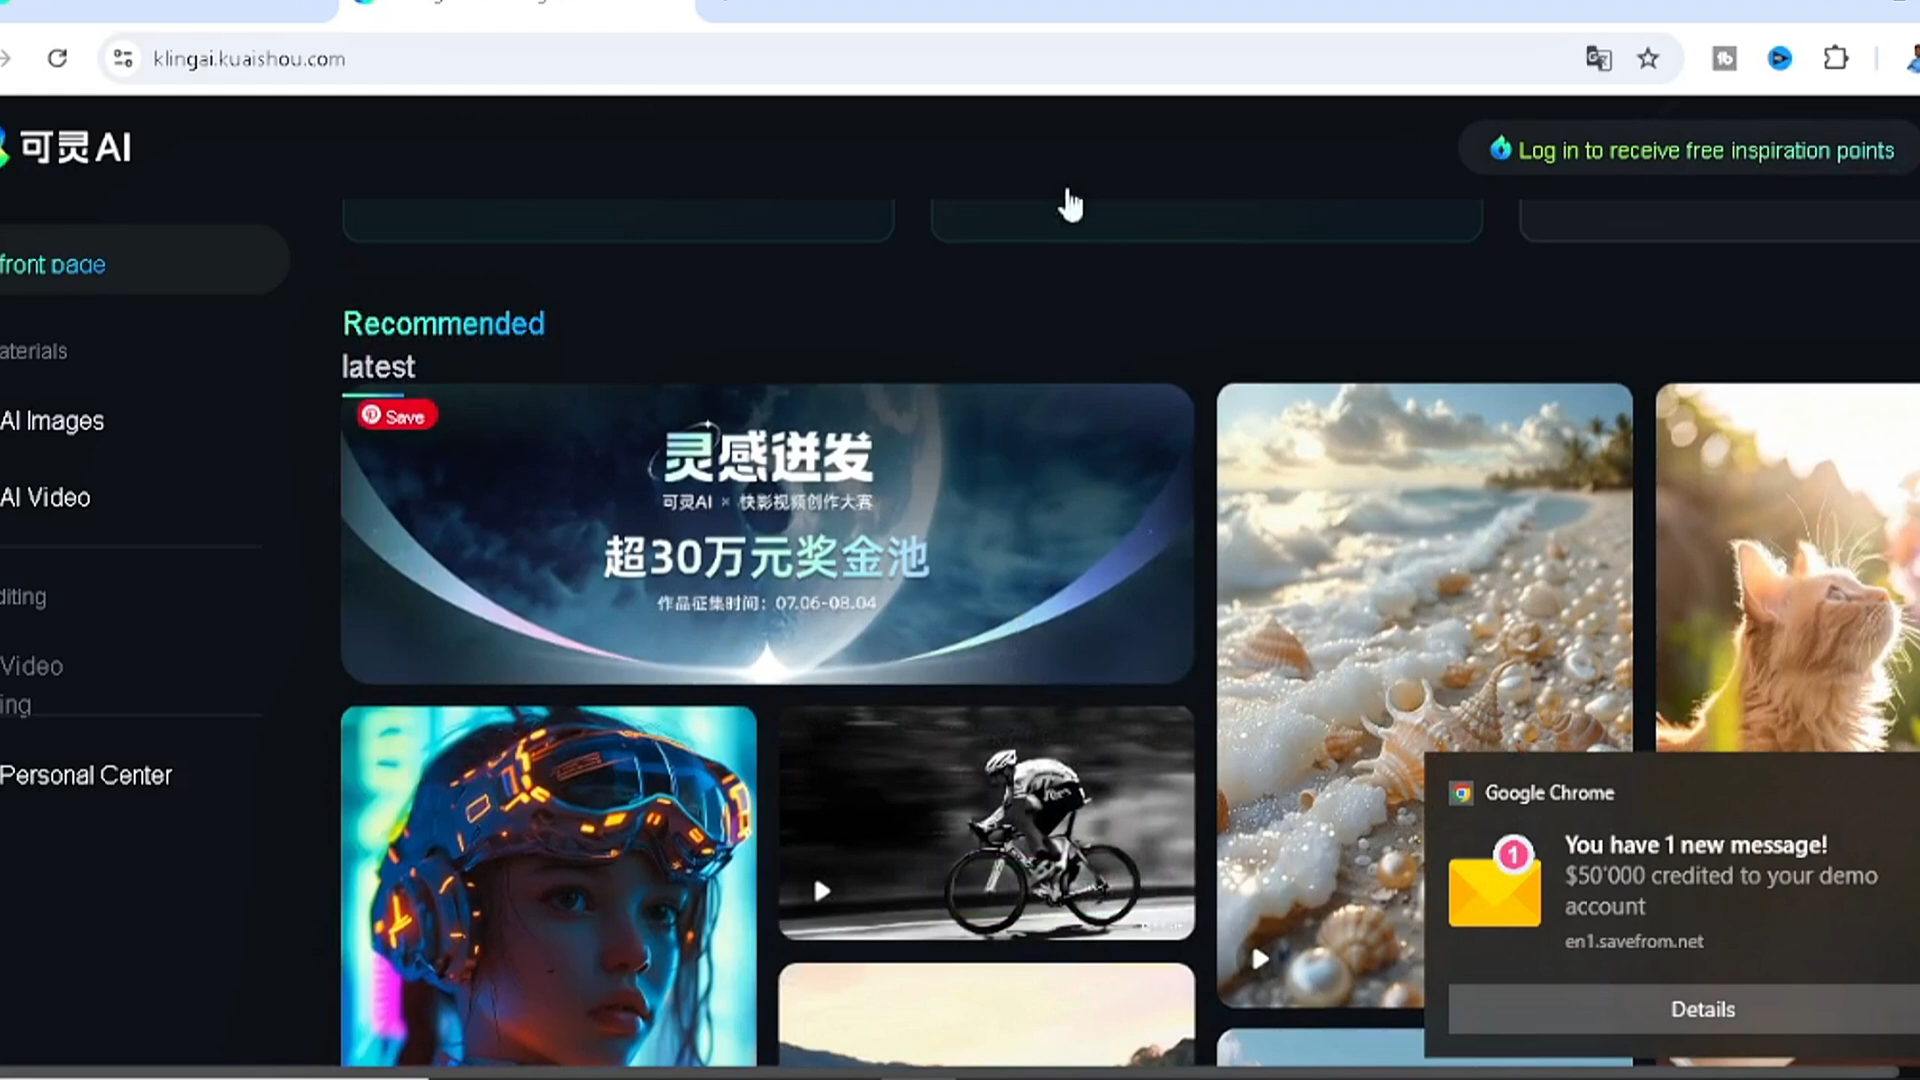 klingai.kuaishou.com
可灵AI
Log in to receive free inspiration points
front page
Recommended
aterials
latest
AI Images
Save
灵感迸发
可灵AI × 快影视频创作大赛
AI Video
超30万元奖金池
作品征集时间：07.06-08.04
diting
Video
ing
Personal Center
Google Chrome
1
You have 1 new message!
$50'000 credited to your demo
account
en1.savefrom.net
Details